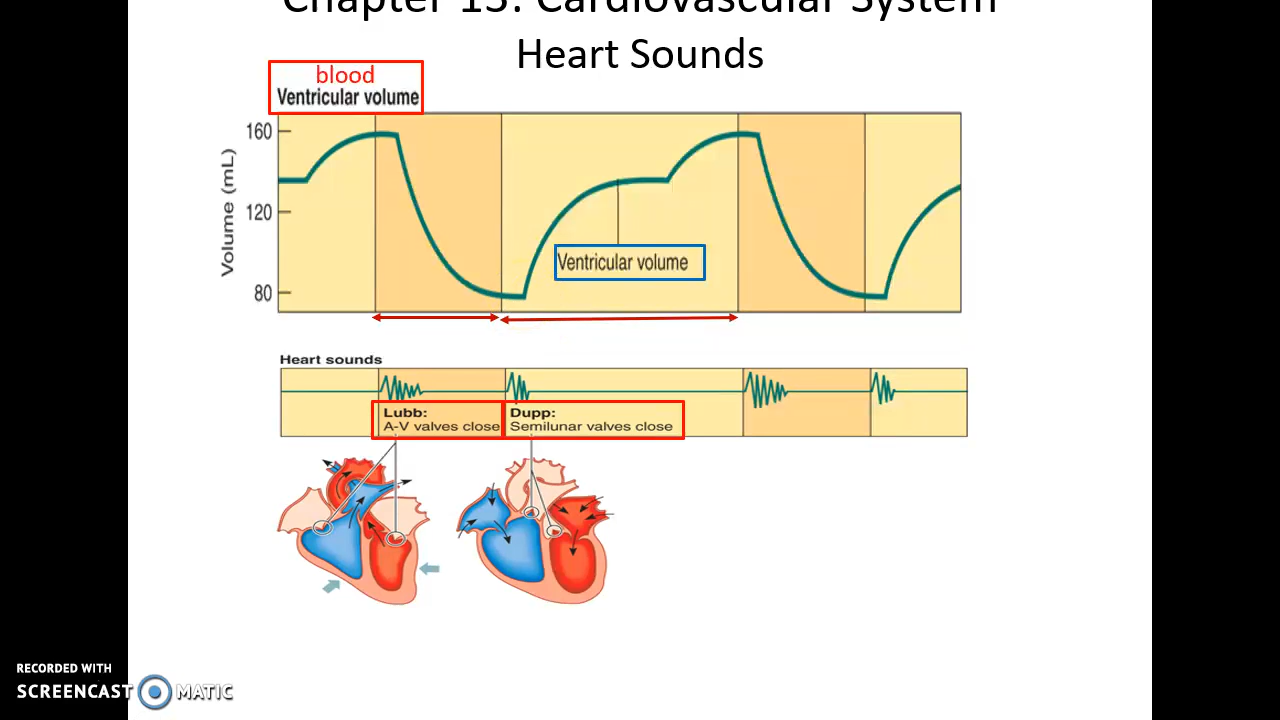 Chapter 13: Cardiovascular System
Heart Sounds
blood
Ventricular volume
160
120
80
Volume (mL)
Ventricular volume
Heart sounds
Lubb:
A-V valves close
Dupp:
Semilunar valves close
RECORDED WITH
SCREENCAST MATIC